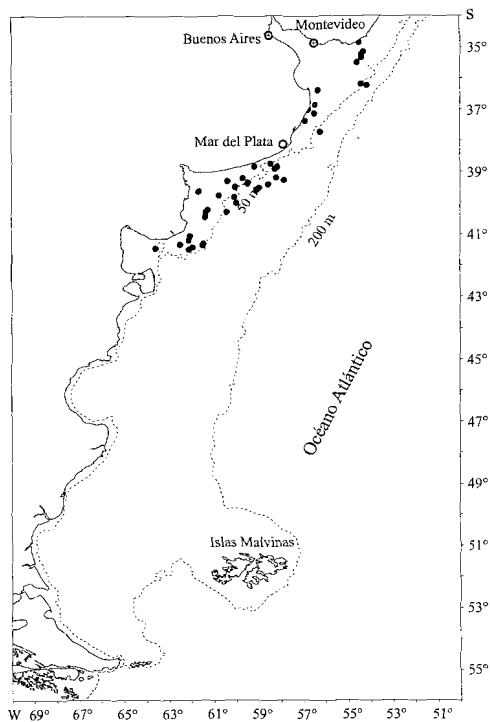 S
Montevideo
Buenos Aires
35°
37°
Mar del Plata
39°
50 m
41°
200 m
43°
45°
Océano Atlántico
47°
49°
Islas Malvinas
51°
53°
55°
W 69° 67° 65° 63° 61° 59° 57° 55° 53° 51°